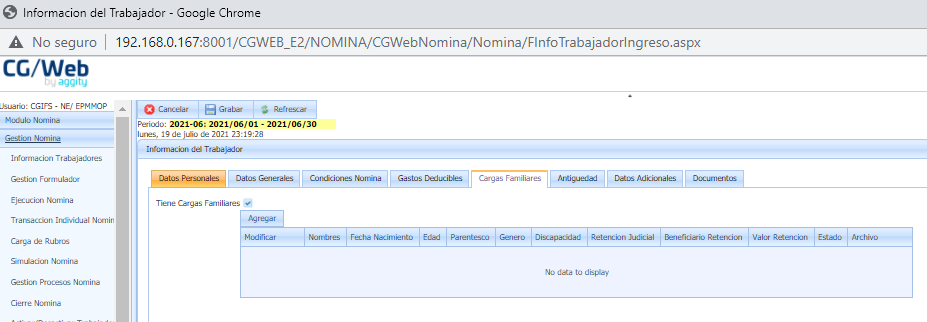 Informacion del Trabajador - Google Chrome
No seguro | 192.168.0.167:8001/CGWEB_E2/NOMINA/CGWebNomina/Nomina/FInfoTrabajadorIngreso.aspx
CG/Web
by aggity
Usuario: CGIFS - NE/ EPMMOP
Modulo Nomina
Gestion Nomina
Informacion Trabajadores
Gestion Formulador
Ejecucion Nomina
Transaccion Individual Nomin
Carga de Rubros
Simulacion Nomina
Gestion Procesos Nomina
Cierre Nomina
Cancelar Grabar Refrescar
Periodo: 2021-06: 2021/06/01 - 2021/06/30
lunes, 19 de julio de 2021 23:19:28
Informacion del Trabajador
Datos Personales Datos Generales Condiciones Nomina Gastos Deducibles Cargas Familiares Antiguedad Datos Adicionales Documentos
Tiene Cargas Familiares
Agregar
Modificar Nombres Fecha Nacimiento Edad Parentesco Genero Discapacidad Retencion Judicial Beneficiario Retencion Valor Retencion Estado Archivo
No data to display